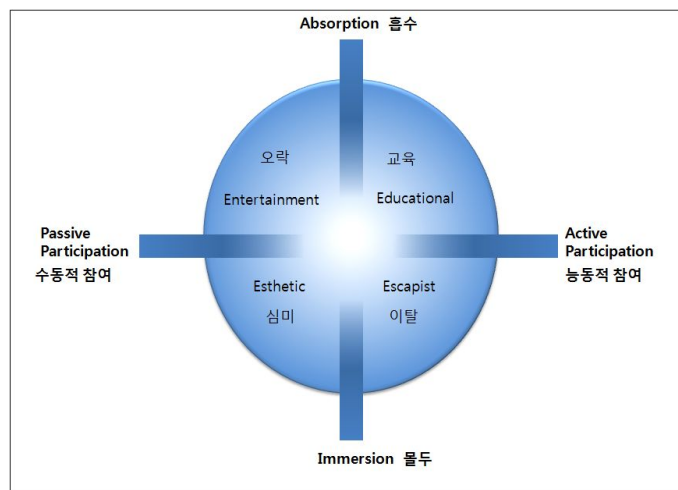 Absorption 흡수
오락
교육
Entertainment
Educational
Passive
Participation
수동적 참여
Active
Participation
능동적 참여
Esthetic
Escapist
심미
이탈
Immersion 몰두